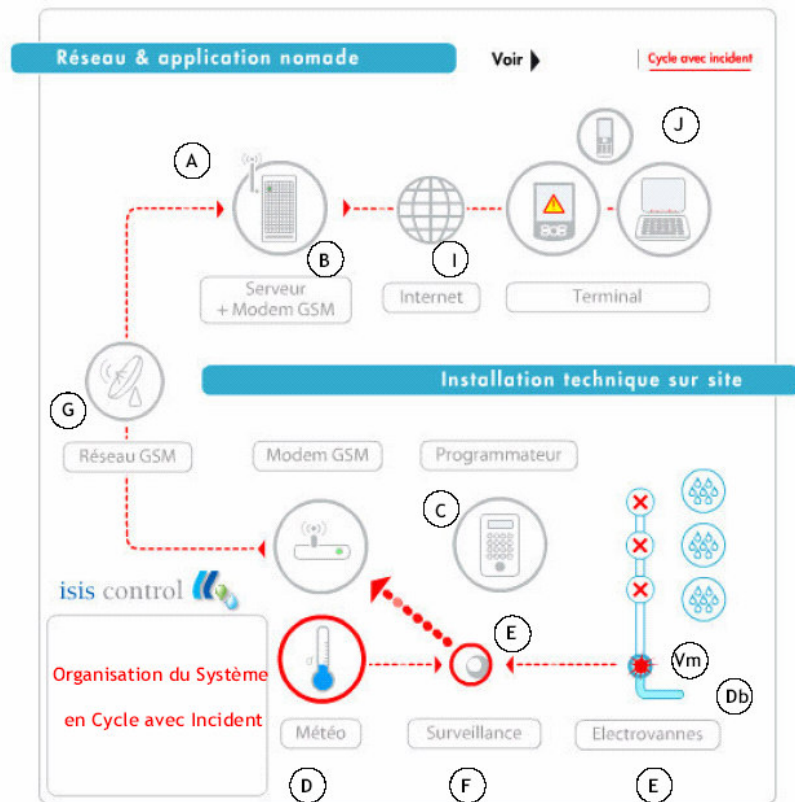 Réseau & application nomade
Voir
Cycle avec incident
J
A
B
I
Serveur
+ Modem GSM
Internet
Terminal
Installation technique sur site
G
Réseau GSM
Modem GSM
Programmateur
C
isis control
E
Organisation du Système
en Cycle avec Incident
Vm
Db
Météo
Surveillance
Electrovannes
D
F
E